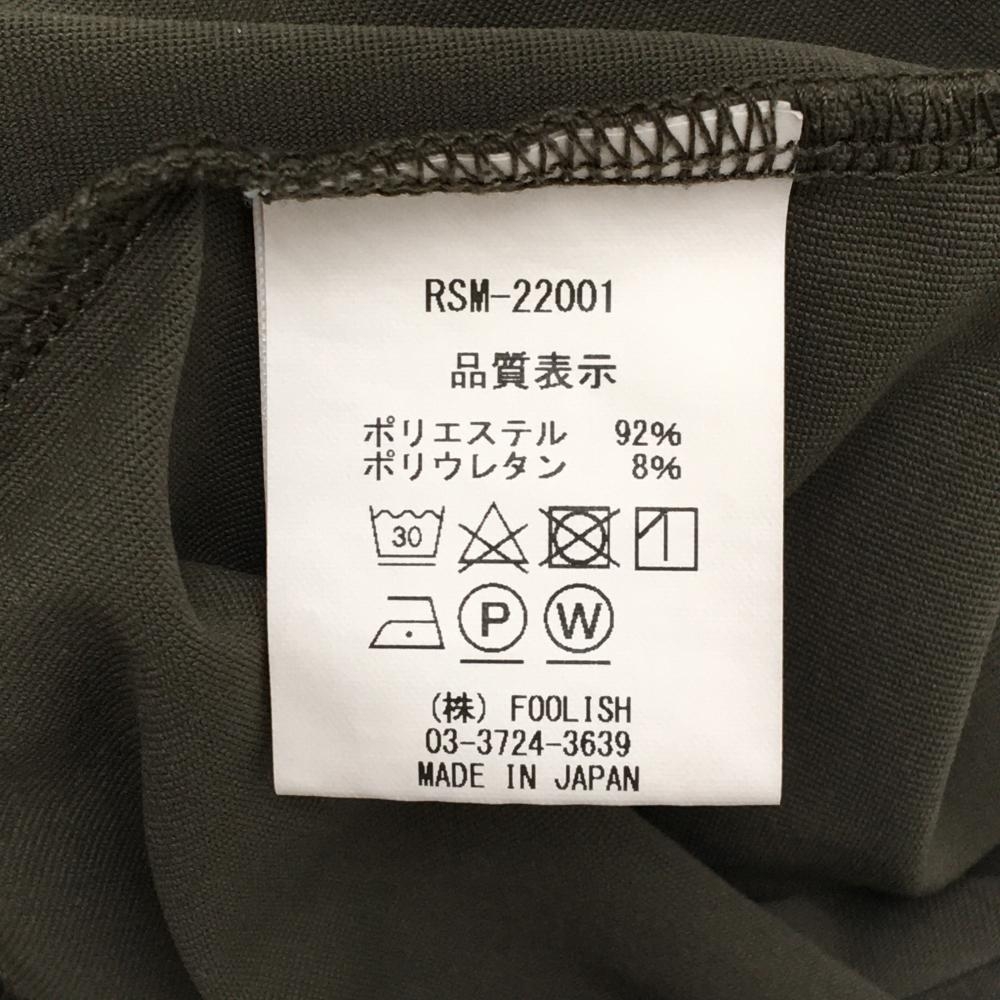 RSM-22001
品質表示
ポリエステル 92%
ポリウレタン 8%
30
P W
(株) FOOLISH
03-3724-3639
MADE IN JAPAN